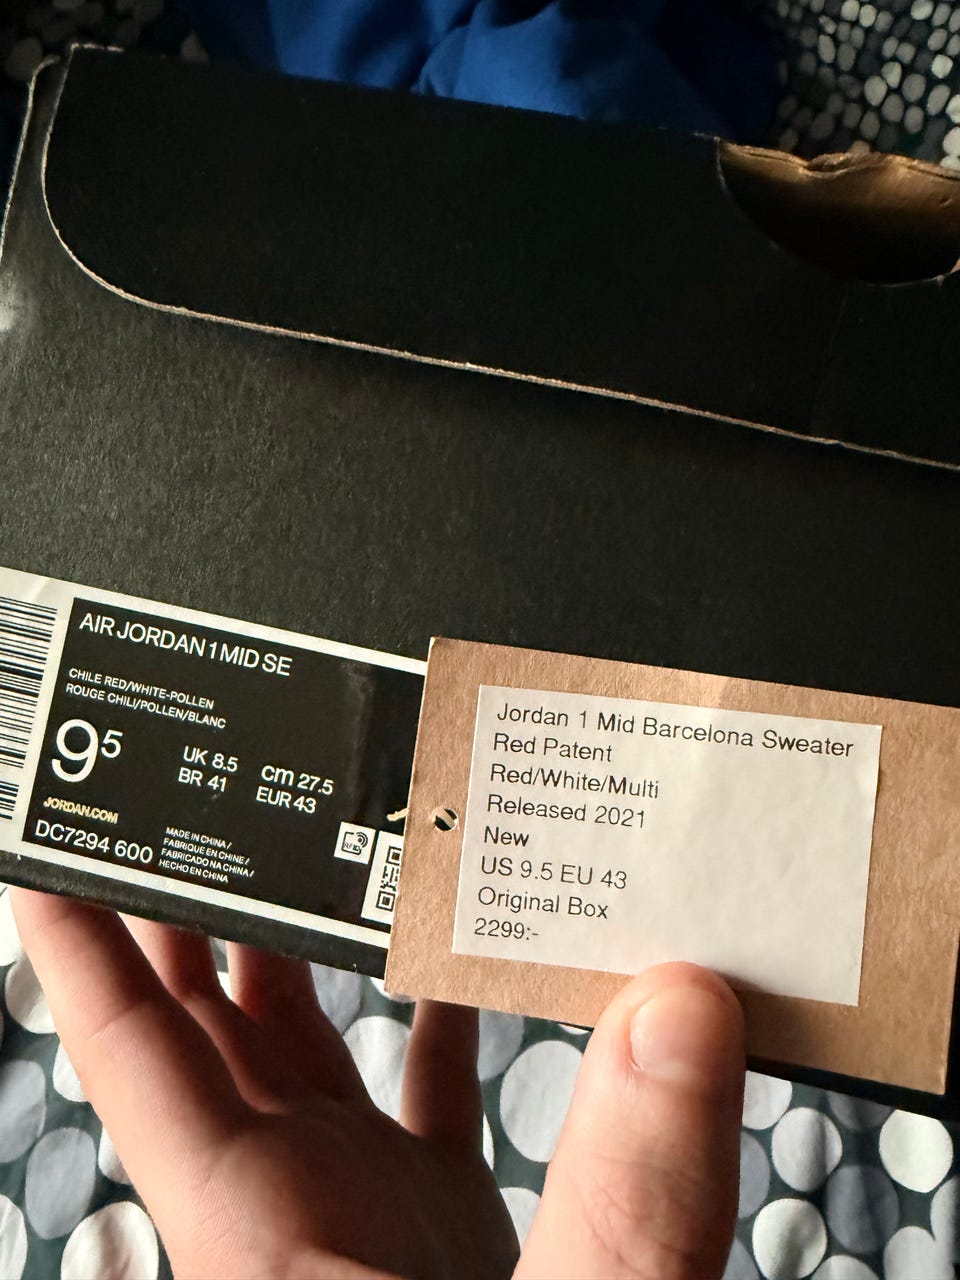 AIR JORDAN 1 MID SE
CHILE RED/WHITE-POLLEN
ROUGE CHILI/POLLEN/BLANC
9⁵
UK 8.5
BR 41
cm 27.5
EUR 43
JORDAN.COM
DC7294 600
MADE IN CHINA /
FABRIQUE EN CHINE /
FABRICADO NA CHINA /
HECHO EN CHINA
RFID
Jordan 1 Mid Barcelona Sweater
Red Patent
Red/White/Multi
Released 2021
New
US 9.5 EU 43
Original Box
2299:-